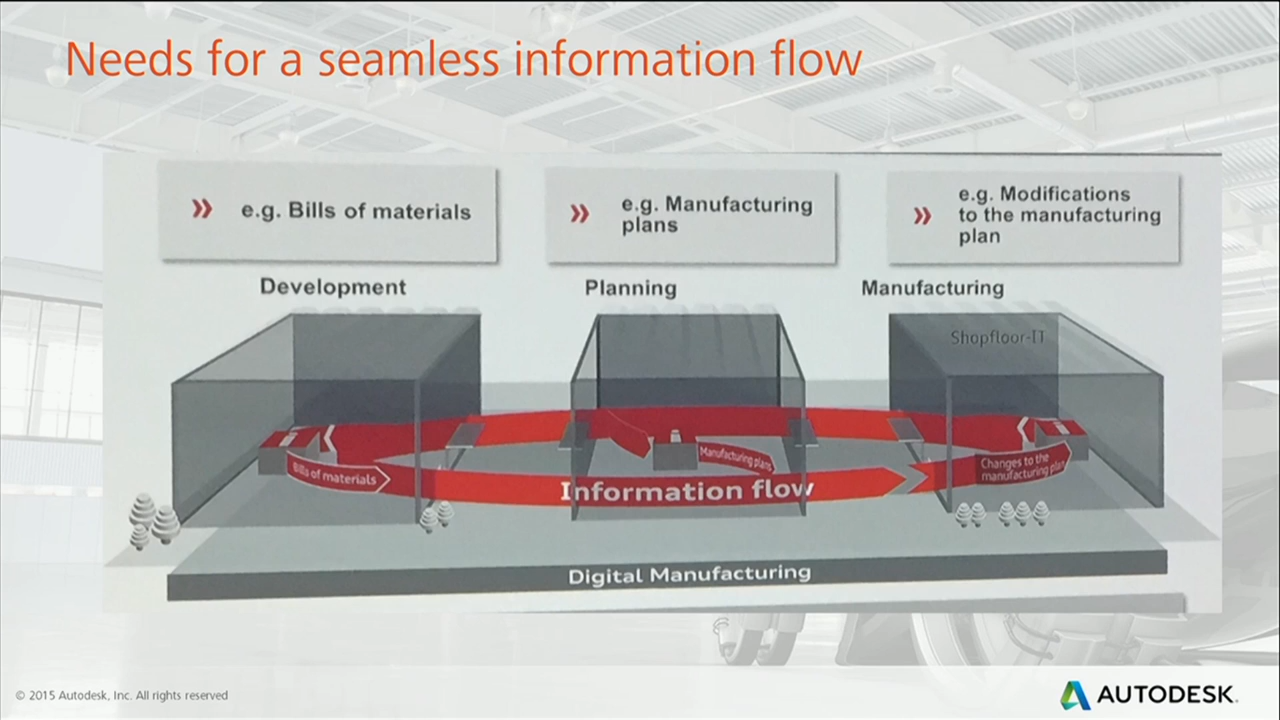 Needs for a seamless information flow
» e.g. Bills of materials
» e.g. Manufacturing
plans
» e.g. Modifications
to the manufacturing
plan
Development
Planning
Manufacturing
Shopfloor-IT
Bills of materials
Manufacturing plans
Changes to the
manufacturing plan
Information flow
Digital Manufacturing
© 2015 Autodesk, Inc. All rights reserved
AUTODESK.